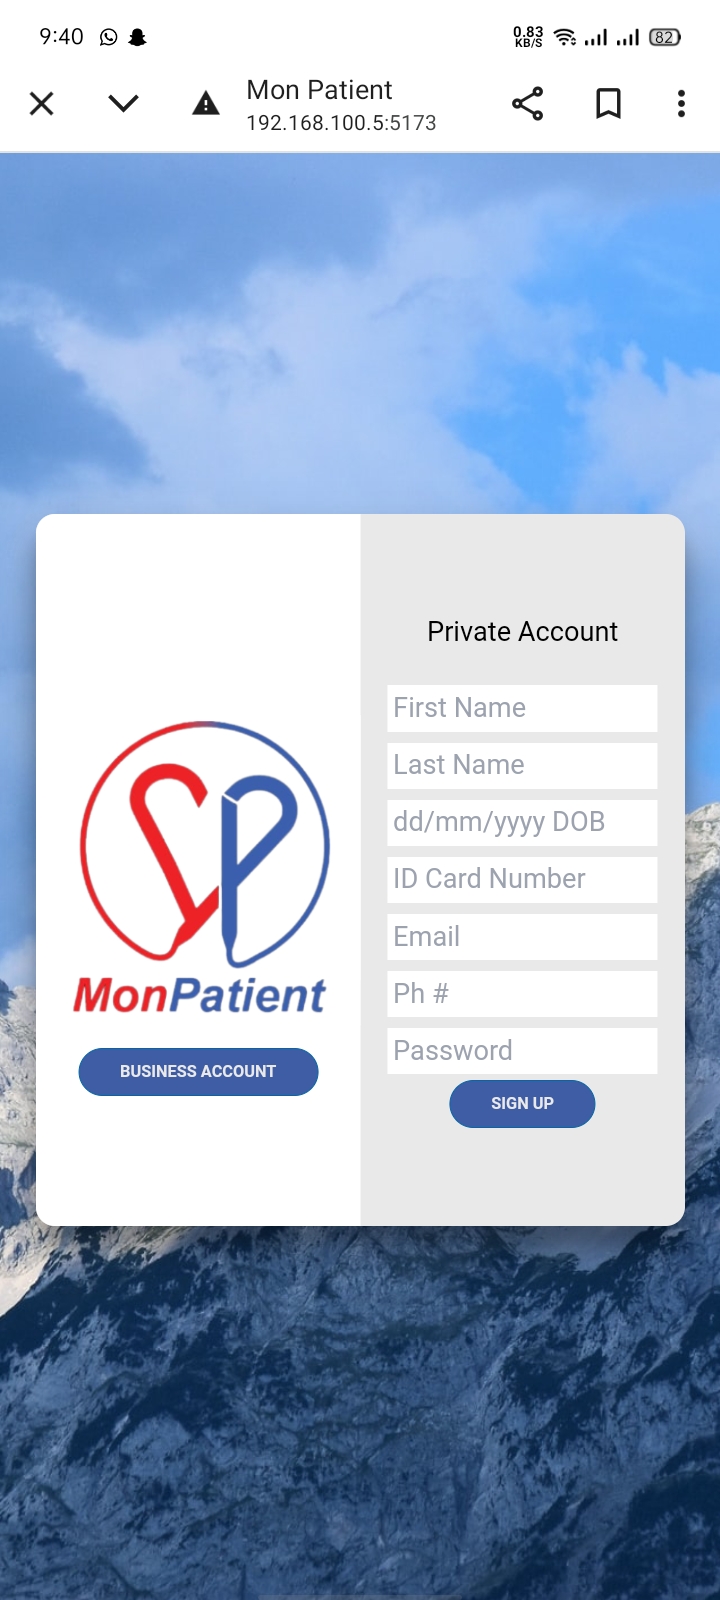 9:40
0.83
KB/S
82
Mon Patient
192.168.100.5:5173
MonPatient
BUSINESS ACCOUNT
Private Account
First Name
Last Name
dd/mm/yyyy DOB
ID Card Number
Email
Ph #
Password
SIGN UP